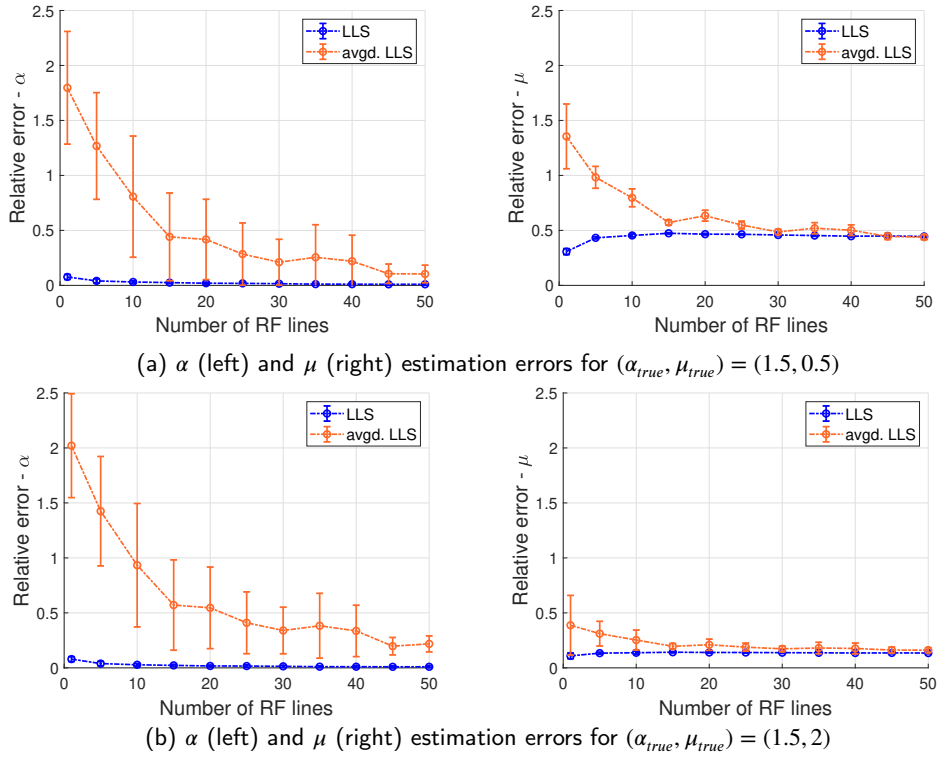 2.5
2
1.5
1
0.5
0
0 10 20 30 40 50
Relative error - α
Number of RF lines
LLS
avgd. LLS
2.5
2
1.5
1
0.5
0
0 10 20 30 40 50
Relative error - μ
Number of RF lines
LLS
avgd. LLS
(a) α (left) and μ (right) estimation errors for (α_true, μ_true) = (1.5, 0.5)
2.5
2
1.5
1
0.5
0
0 10 20 30 40 50
Relative error - α
Number of RF lines
LLS
avgd. LLS
2.5
2
1.5
1
0.5
0
0 10 20 30 40 50
Relative error - μ
Number of RF lines
LLS
avgd. LLS
(b) α (left) and μ (right) estimation errors for (α_true, μ_true) = (1.5, 2)